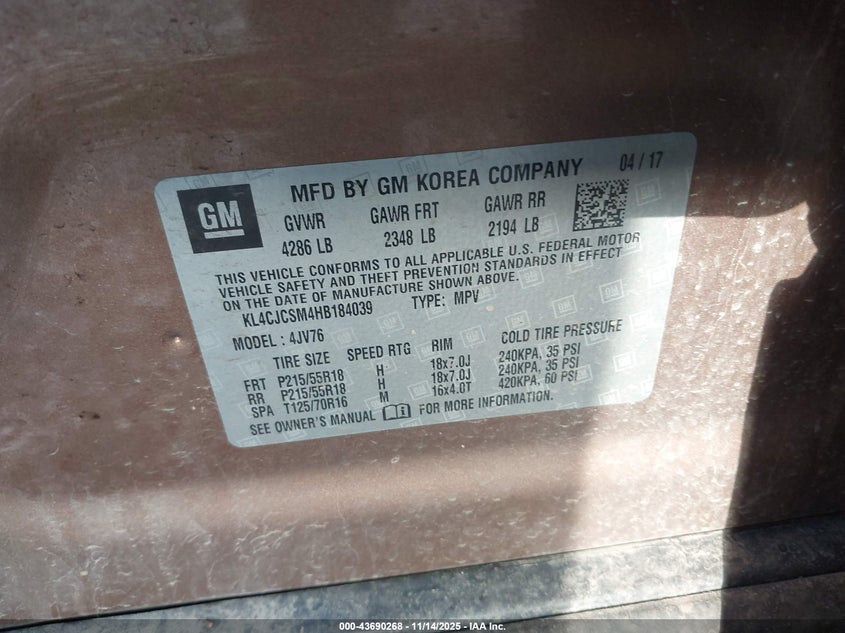 GM
MFD BY GM KOREA COMPANY 04 / 17
GVWR GAWR FRT GAWR RR
4286 LB 2348 LB 2194 LB
THIS VEHICLE CONFORMS TO ALL APPLICABLE U.S. FEDERAL MOTOR
VEHICLE SAFETY AND THEFT PREVENTION STANDARDS IN EFFECT
ON THE DATE OF MANUFACTURE SHOWN ABOVE.
KL4CJCSM4HB184039 TYPE: MPV
MODEL : 4JV76
TIRE SIZE SPEED RTG RIM COLD TIRE PRESSURE
FRT P215/55R18 H 18x7.0J 240KPA, 35 PSI
RR P215/55R18 H 18x7.0J 240KPA, 35 PSI
SPA T125/70R16 M 16x4.0T 420KPA, 60 PSI
SEE OWNER'S MANUAL FOR MORE INFORMATION.
000-43690268 - 11/14/2025 - IAA Inc.